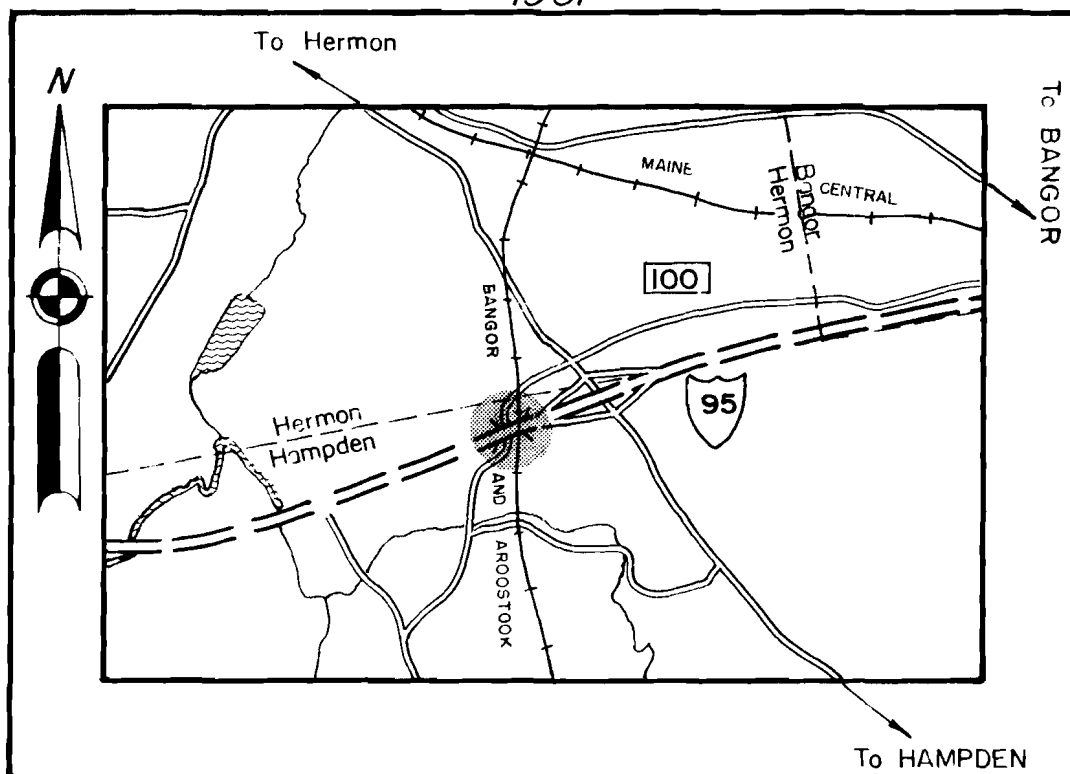 To Hermon
N
To BANGOR
MAINE
CENTRAL
Bangor
Hermon
100
BANGOR
95
Hermon
Hampden
AND
AROOSTOOK
To HAMPDEN